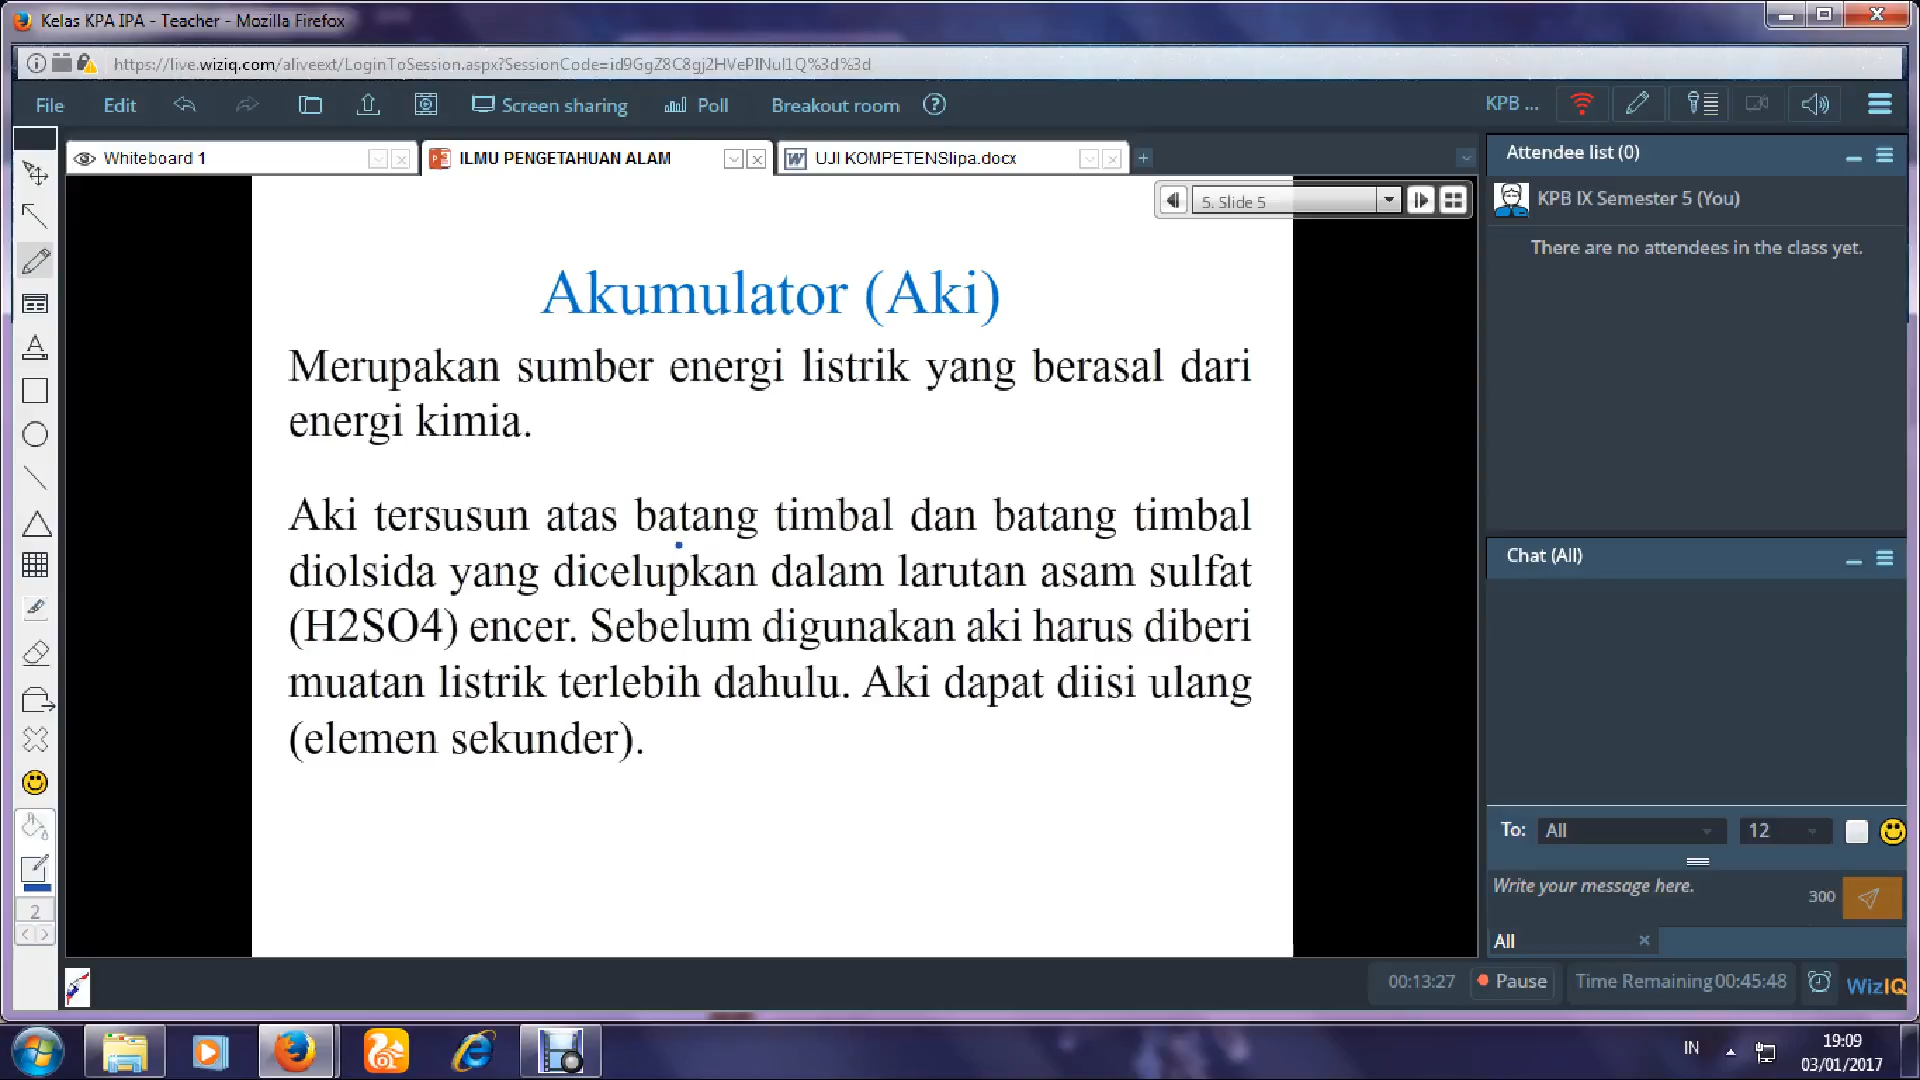 Kelas KPA IPA - Teacher - Mozilla Firefox
https://live.wiziq.com/aliveext/LoginToSession.aspx?SessionCode=id9GgZ8C8gj2HVePINul1Q%3d%3d
File Edit Screen sharing Poll Breakout room KPB ...
Whiteboard 1
ILMU PENGETAHUAN ALAM
UJI KOMPETENSIipa.docx
5. Slide 5
Akumulator (Aki)
Merupakan sumber energi listrik yang berasal dari
energi kimia.
Aki tersusun atas batang timbal dan batang timbal
diolsida yang dicelupkan dalam larutan asam sulfat
(H2SO4) encer. Sebelum digunakan aki harus diberi
muatan listrik terlebih dahulu. Aki dapat diisi ulang
(elemen sekunder).
2
Attendee list (0)
KPB IX Semester 5 (You)
There are no attendees in the class yet.
Chat (All)
To: All 12
Write your message here.
300
All
00:13:27 Pause Time Remaining 00:45:48 WizIQ
IN
19:09
03/01/2017